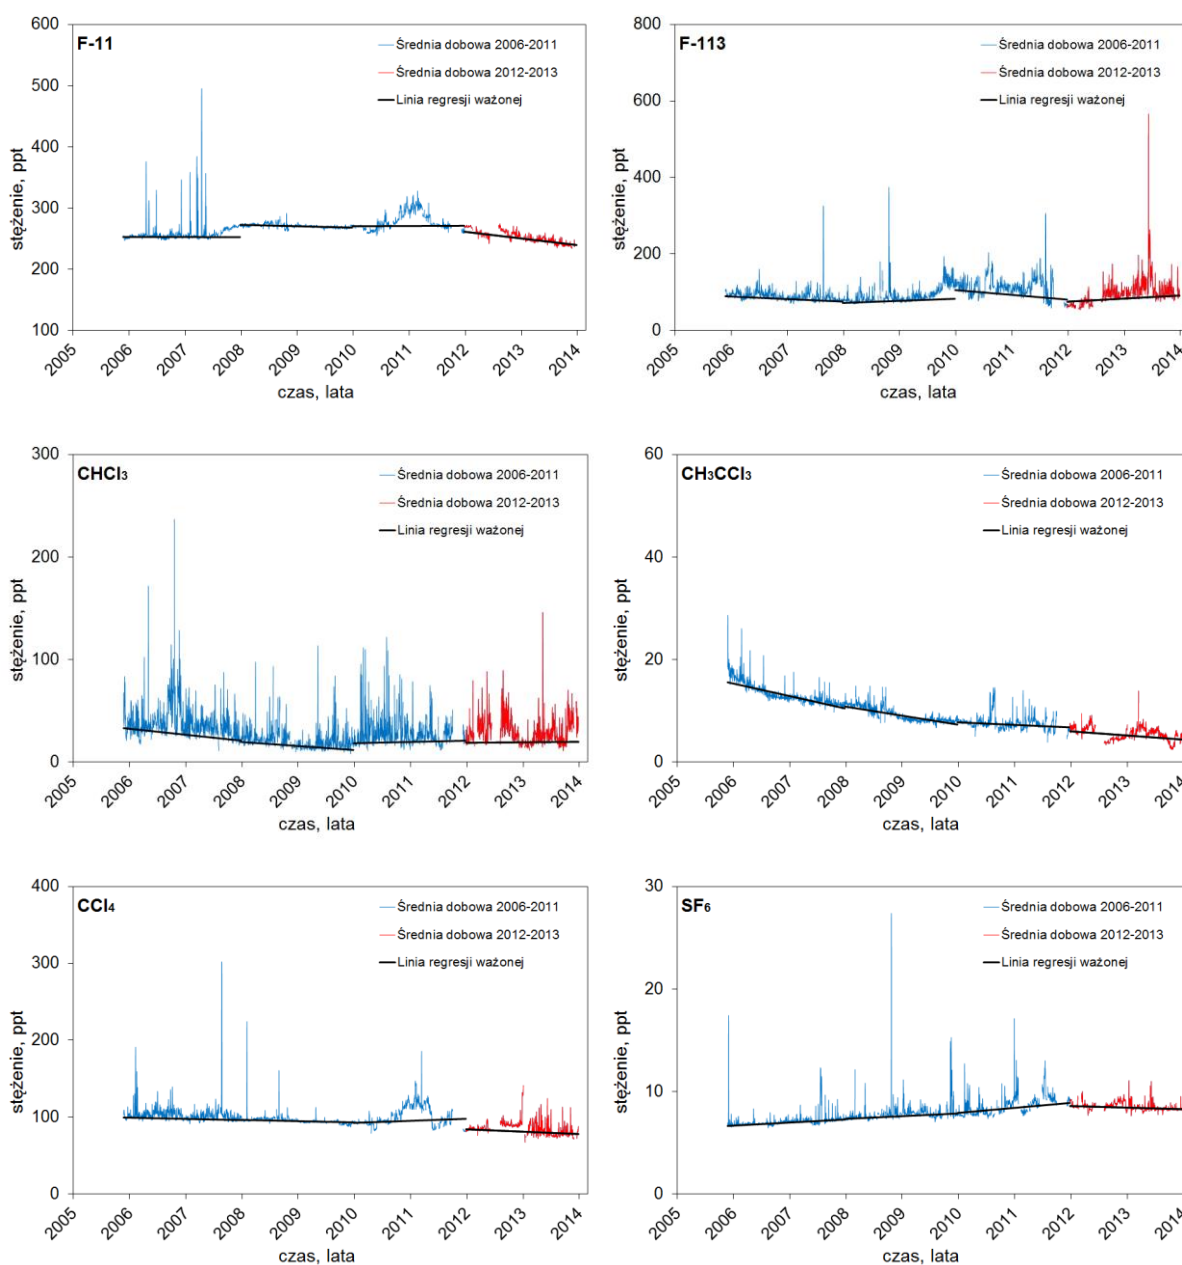 F-11
Średnia dobowa 2006-2011
Średnia dobowa 2012-2013
Linia regresji ważonej
stężenie, ppt
600
500
400
300
200
100
2005
2006
2007
2008
2009
2010
2011
2012
2013
2014
czas, lata
F-113
Średnia dobowa 2006-2011
Średnia dobowa 2012-2013
Linia regresji ważonej
stężenie, ppt
800
600
400
200
100
0
2005
2006
2007
2008
2009
2010
2011
2012
2013
2014
czas, lata
CHCl₃
Średnia dobowa 2006-2011
Średnia dobowa 2012-2013
Linia regresji ważonej
stężenie, ppt
300
200
100
0
2005
2006
2007
2008
2009
2010
2011
2012
2013
2014
czas, lata
CH₃CCl₃
Średnia dobowa 2006-2011
Średnia dobowa 2012-2013
Linia regresji ważonej
stężenie, ppt
60
40
20
0
2005
2006
2007
2008
2009
2010
2011
2012
2013
2014
czas, lata
CCl₄
Średnia dobowa 2006-2011
Średnia dobowa 2012-2013
Linia regresji ważonej
stężenie, ppt
400
300
200
100
0
2005
2006
2007
2008
2009
2010
2011
2012
2013
2014
czas, lata
SF₆
Średnia dobowa 2006-2011
Średnia dobowa 2012-2013
Linia regresji ważonej
stężenie, ppt
30
20
10
0
2005
2006
2007
2008
2009
2010
2011
2012
2013
2014
czas, lata